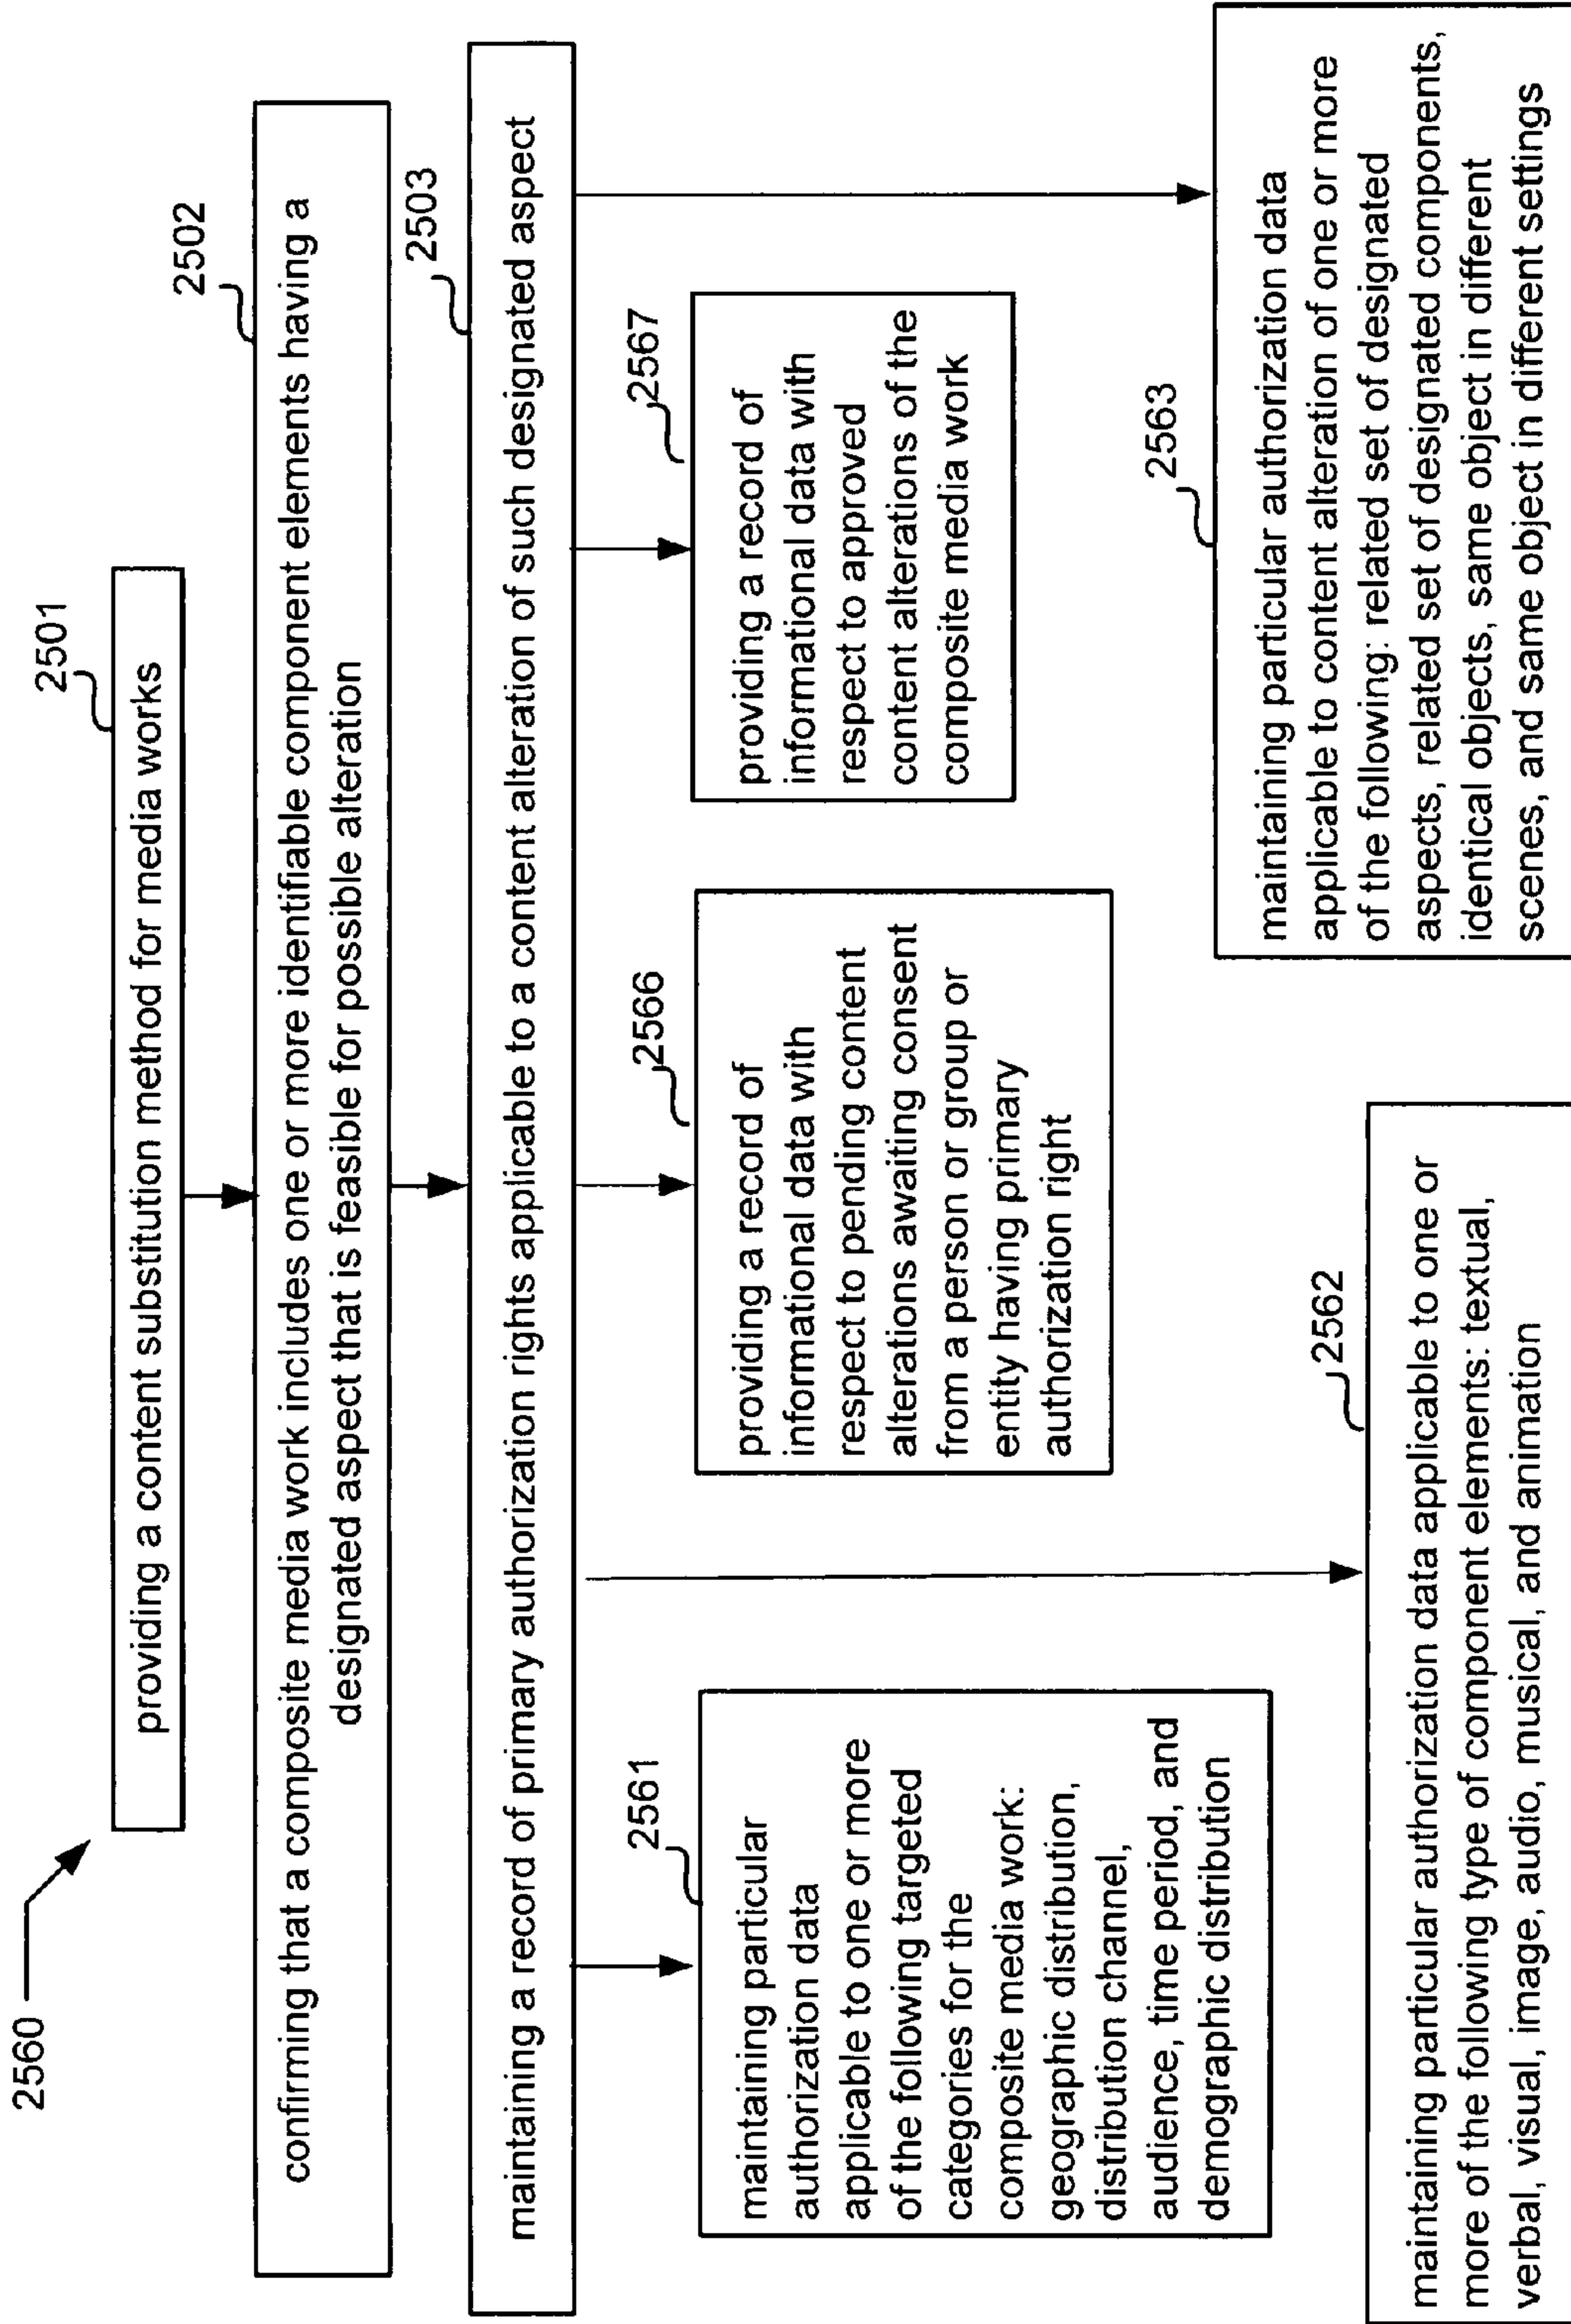 2560
2501
providing a content substitution method for media works
2502
confirming that a composite media work includes one or more identifiable component elements having a
designated aspect that is feasible for possible alteration
2503
maintaining a record of primary authorization rights applicable to a content alteration of such designated aspect
2561
maintaining particular
authorization data
applicable to one or more
of the following targeted
categories for the
composite media work:
geographic distribution,
distribution channel,
audience, time period, and
demographic distribution
2566
providing a record of
informational data with
respect to pending content
alterations awaiting consent
from a person or group or
entity having primary
authorization right
2567
providing a record of
informational data with
respect to approved
content alterations of the
composite media work
2562
maintaining particular authorization data applicable to one or
more of the following type of component elements: textual,
verbal, visual, image, audio, musical, and animation
2563
maintaining particular authorization data
applicable to content alteration of one or more
of the following: related set of designated
aspects, related set of designated components,
identical objects, same object in different
scenes, and same object in different settings